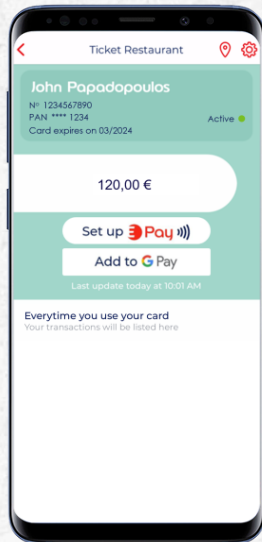 Ticket Restaurant
John Papadopoulos
Nº 1234567890
PAN **** 1234
Active
Card expires on 03/2024
120,00 €
Set up Pay
Add to G Pay
Last update today at 10:01 AM
Everytime you use your card
Your transactions will be listed here